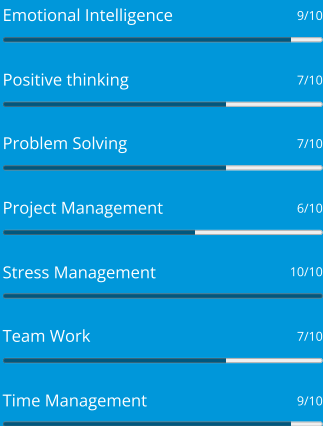 Emotional Intelligence 9/10
Positive thinking 7/10
Problem Solving 7/10
Project Management 6/10
Stress Management 10/10
Team Work 7/10
Time Management 9/10